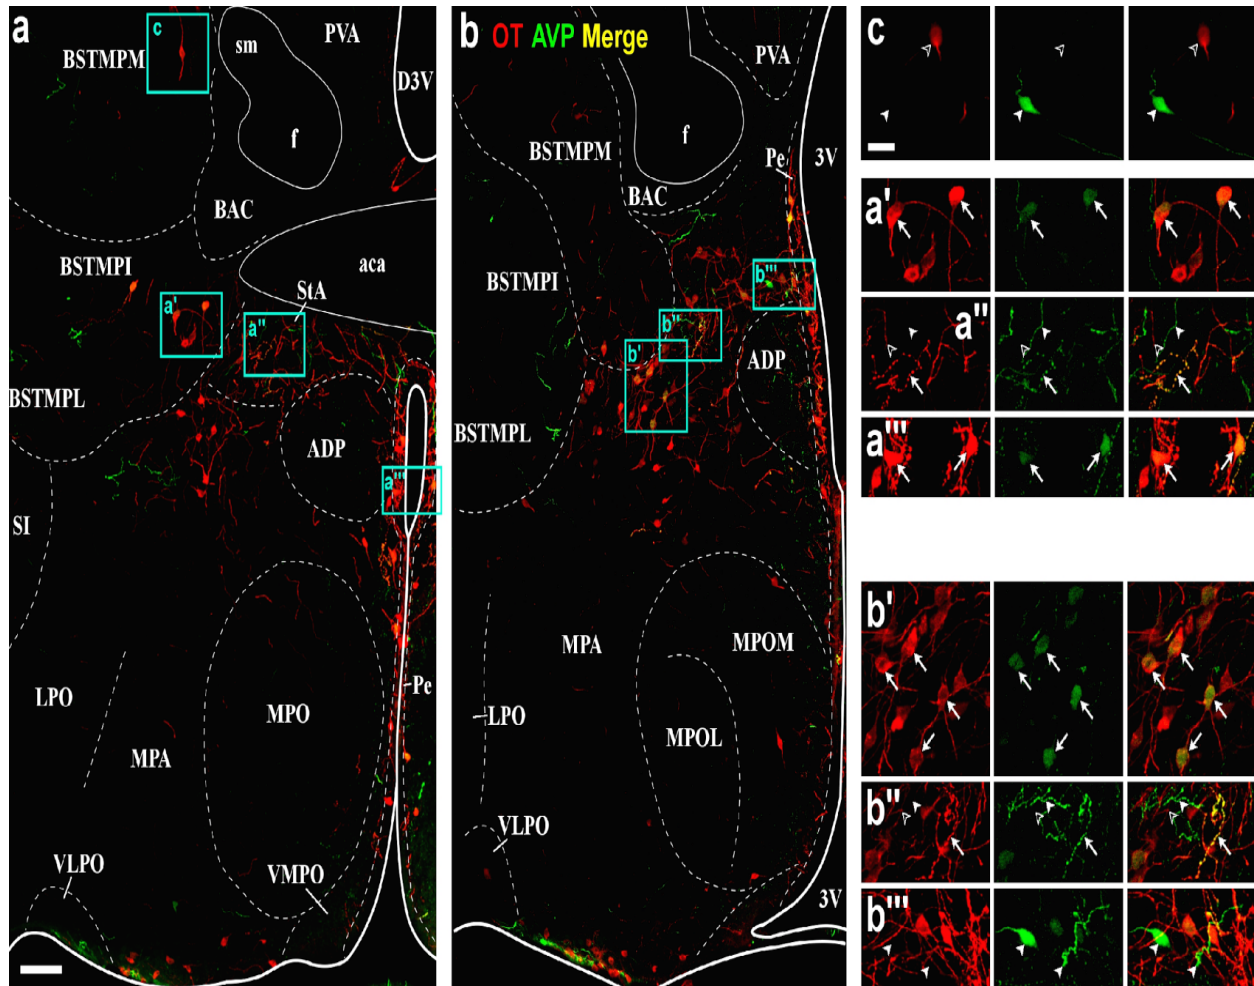 a
c
BSTMPM
sm
PVA
D3V
f
BAC
BSTMPI
aca
StA
a'
a''
BSTMPL
ADP
a'''
SI
LPO
MPO
Pe
MPA
VLPO
VMPO
b OT AVP Merge
PVA
f
BSTMPM
Pe
3V
BAC
BSTMPI
b'''
b''
b'
ADP
BSTMPL
MPA
MPOM
LPO
MPOL
VLPO
3V
c
a'
a''
a'''
b'
b''
b'''